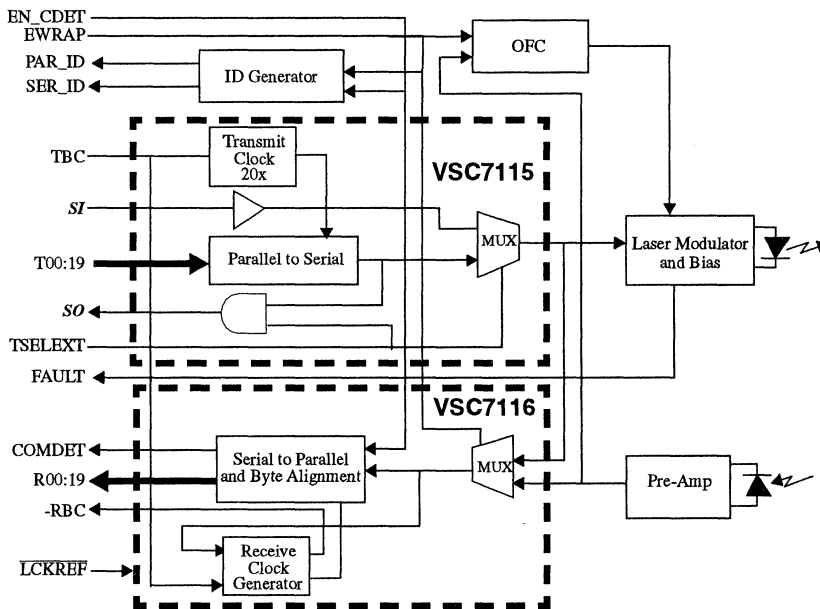 EN_CDET
EWRAP
PAR_ID
SER_ID
ID Generator
OFC
TBC
Transmit
Clock
20x
VSC7115
SI
MUX
T00:19
Parallel to Serial
Laser Modulator
and Bias
SO
TSELEXT
FAULT
VSC7116
COMDET
Serial to Parallel
and Byte Alignment
MUX
R00:19
Pre-Amp
-RBC
Receive
Clock
Generator
LCKREF